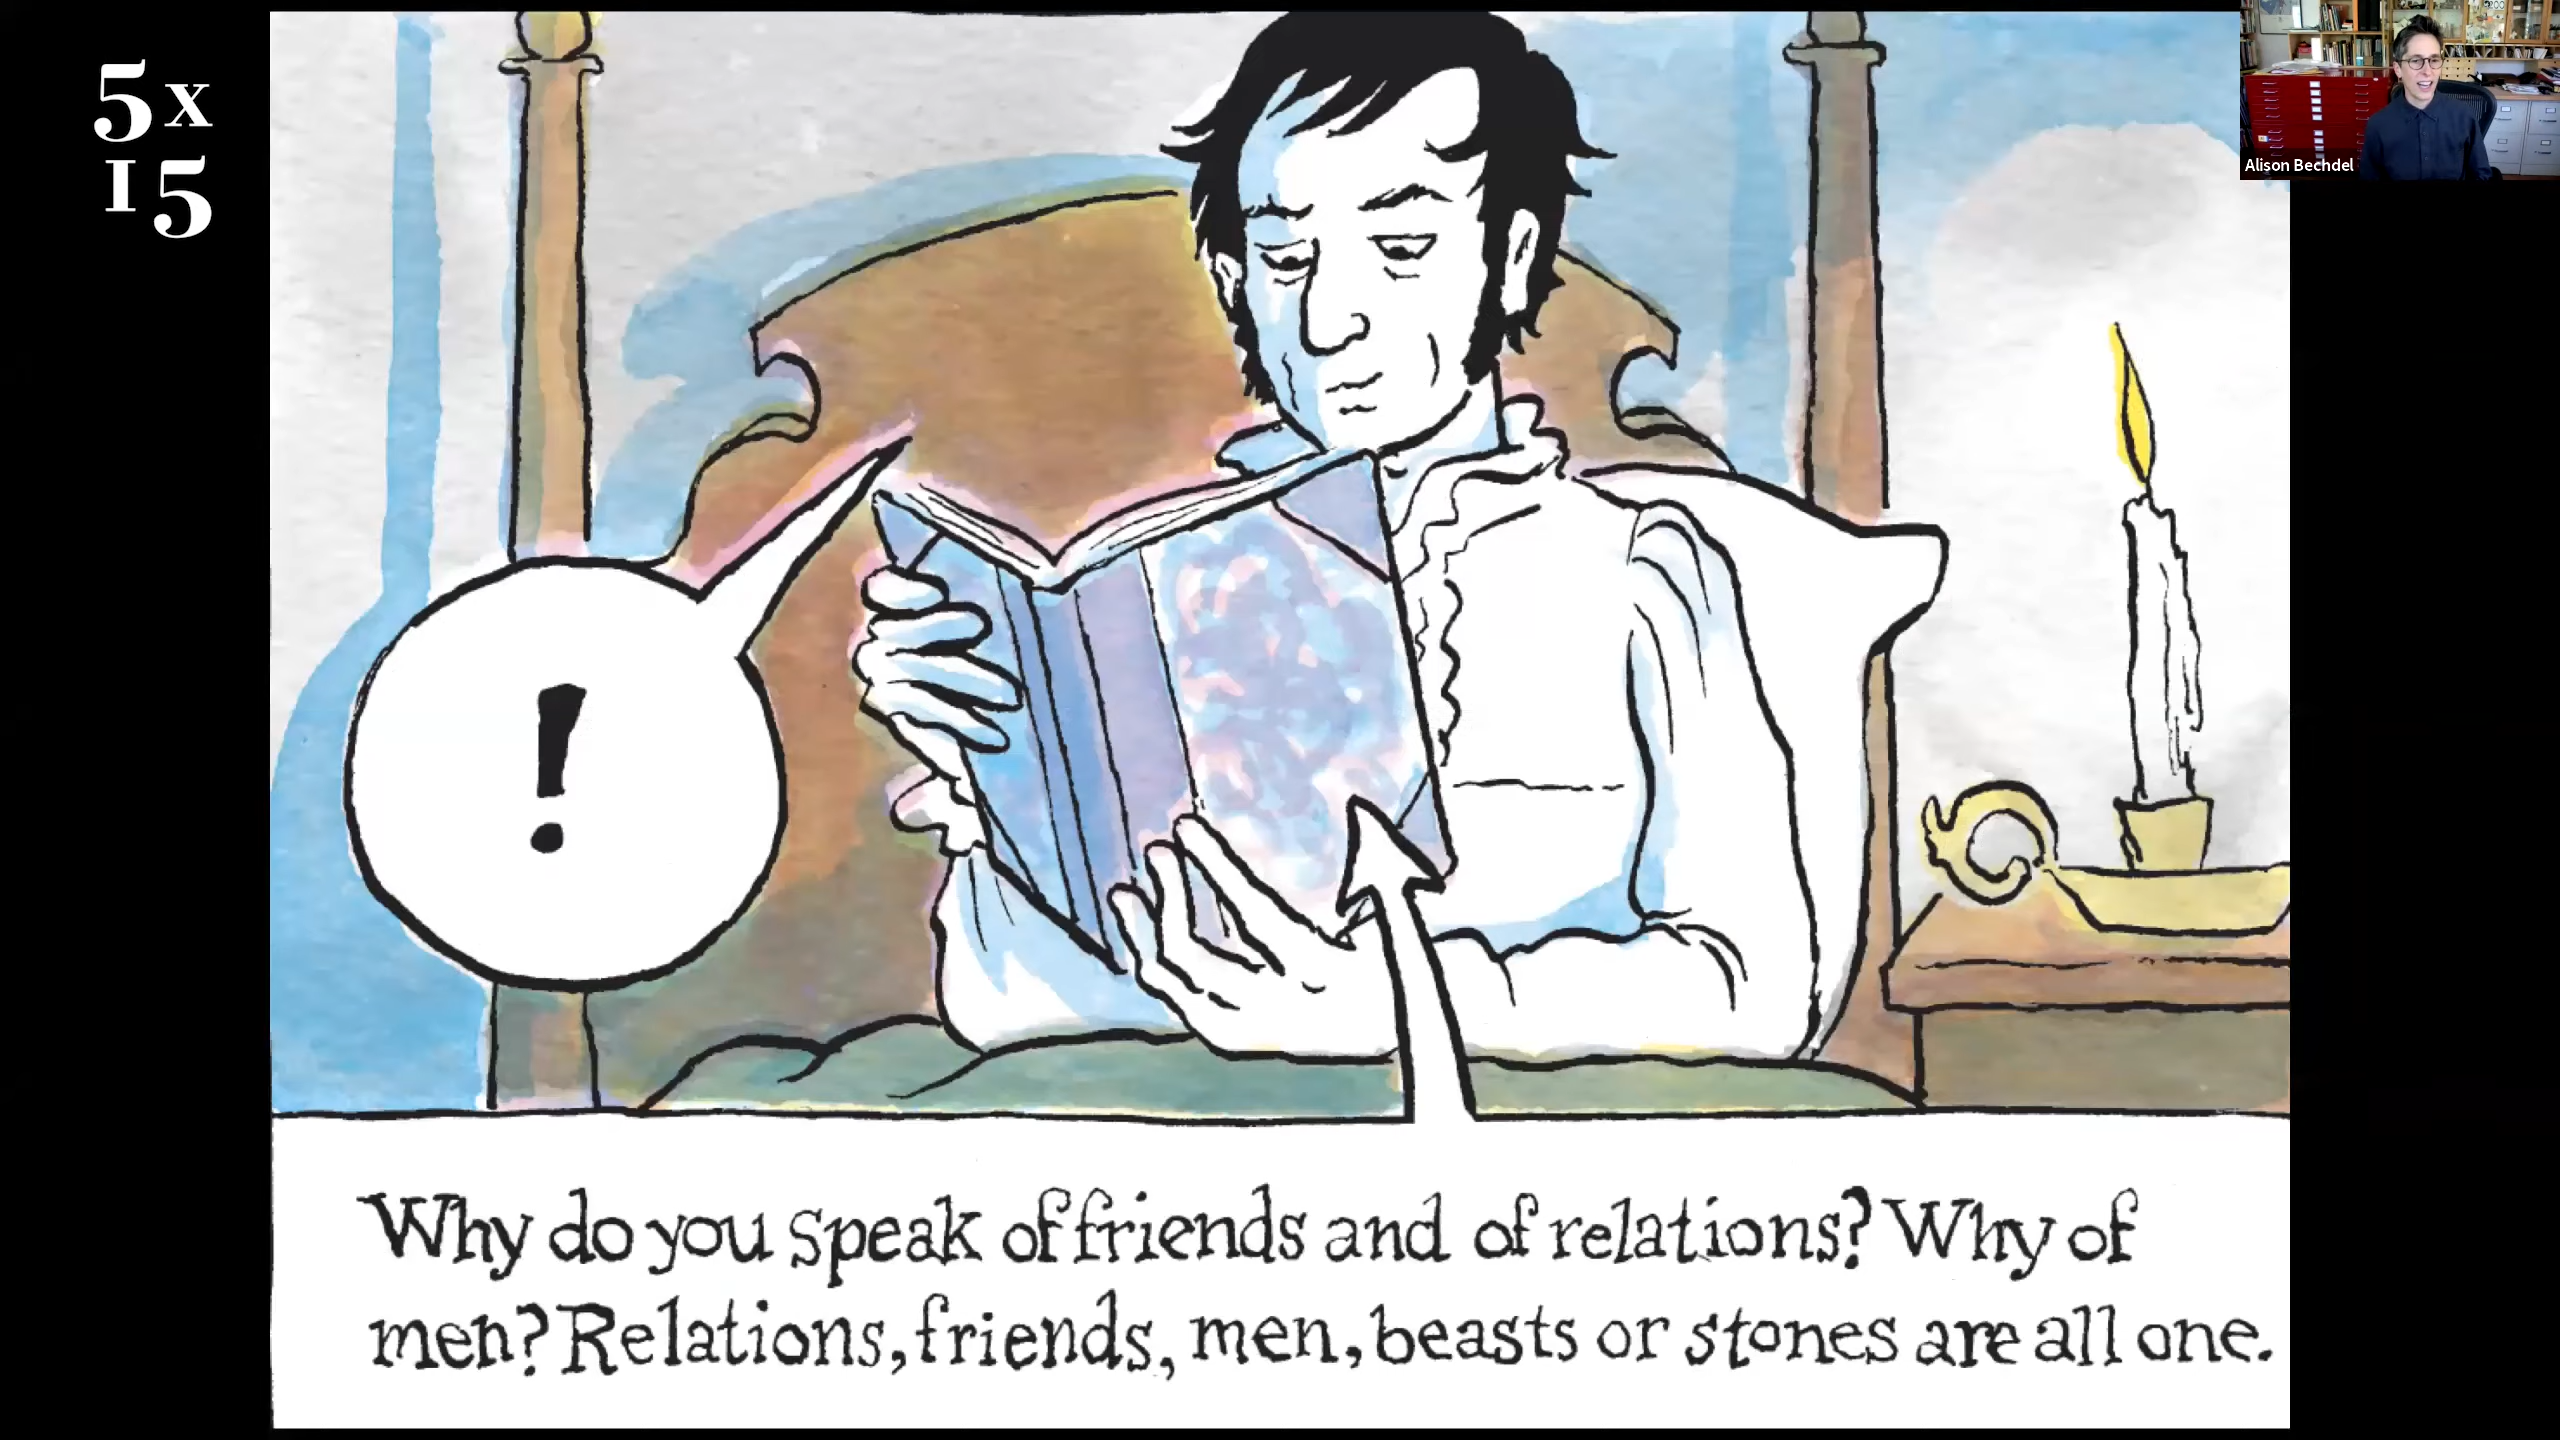 5x
15
Alison Bechdel
!
Why do you speak of friends and of relations? Why of
men? Relations, friends, men, beasts or stones are all one.